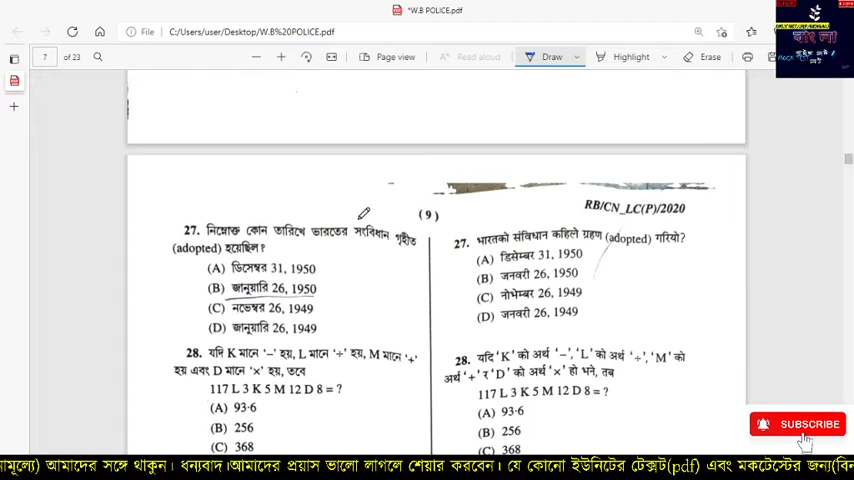 *W.B POLICE.pdf
File
C:/Users/user/Desktop/W.B%20POLICE.pdf
7 of 23
Page view
Read aloud
Draw
Highlight
Erase
বাংলা
SUBSCRIBE
( 9 )
RB/CN_LC(P)/2020
27. নিম্নোক্ত কোন তারিখে ভারতের সংবিধান গৃহীত
(adopted) হয়েছিল?
(A) ডিসেম্বর 31, 1950
(B) জানুয়ারি 26, 1950
(C) নভেম্বর 26, 1949
(D) জানুয়ারি 26, 1949
28. যদি K মানে ‘−’ হয়, L মানে ‘÷’ হয়, M মানে ‘+’
হয় এবং D মানে ‘×’ হয়, তবে
117 L 3 K 5 M 12 D 8 = ?
(A) 93·6
(B) 256
(C) 368
27. भारतको संविधान कहिले ग्रहण (adopted) गरियो?
(A) डिसेम्बर 31, 1950
(B) जनवरी 26, 1950
(C) नोभेम्बर 26, 1949
(D) जनवरी 26, 1949
28. यदि ‘K’ को अर्थ ‘−’, ‘L’ को अर्थ ‘÷’, ‘M’ को
अर्थ ‘+’ र ‘D’ को अर्थ ‘×’ हो भने, तब
117 L 3 K 5 M 12 D 8 = ?
(A) 93·6
(B) 256
(C) 368
নামূল্যে) আমাদের সঙ্গে থাকুন। ধন্যবাদ।আমাদের প্রয়াস ভালো লাগলে শেয়ার করবেন। যে কোনো ইউনিটের টেক্সট(pdf) এবং মকটেস্টের জন্য(বিন